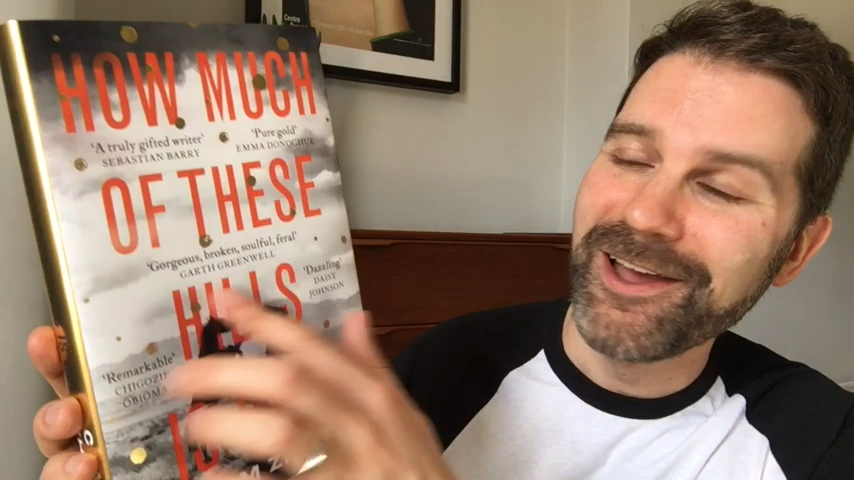 HOW MUCH
'A truly gifted writer'
SEBASTIAN BARRY
'Pure gold'
EMMA DONOGHUE
OF THESE
'Gorgeous, broken, soulful, feral'
GARTH GREENWELL
HILLS
'Dazzling'
DAISY
JOHNSON
'Remarkable'
CHIGOZIE
OBIOMA